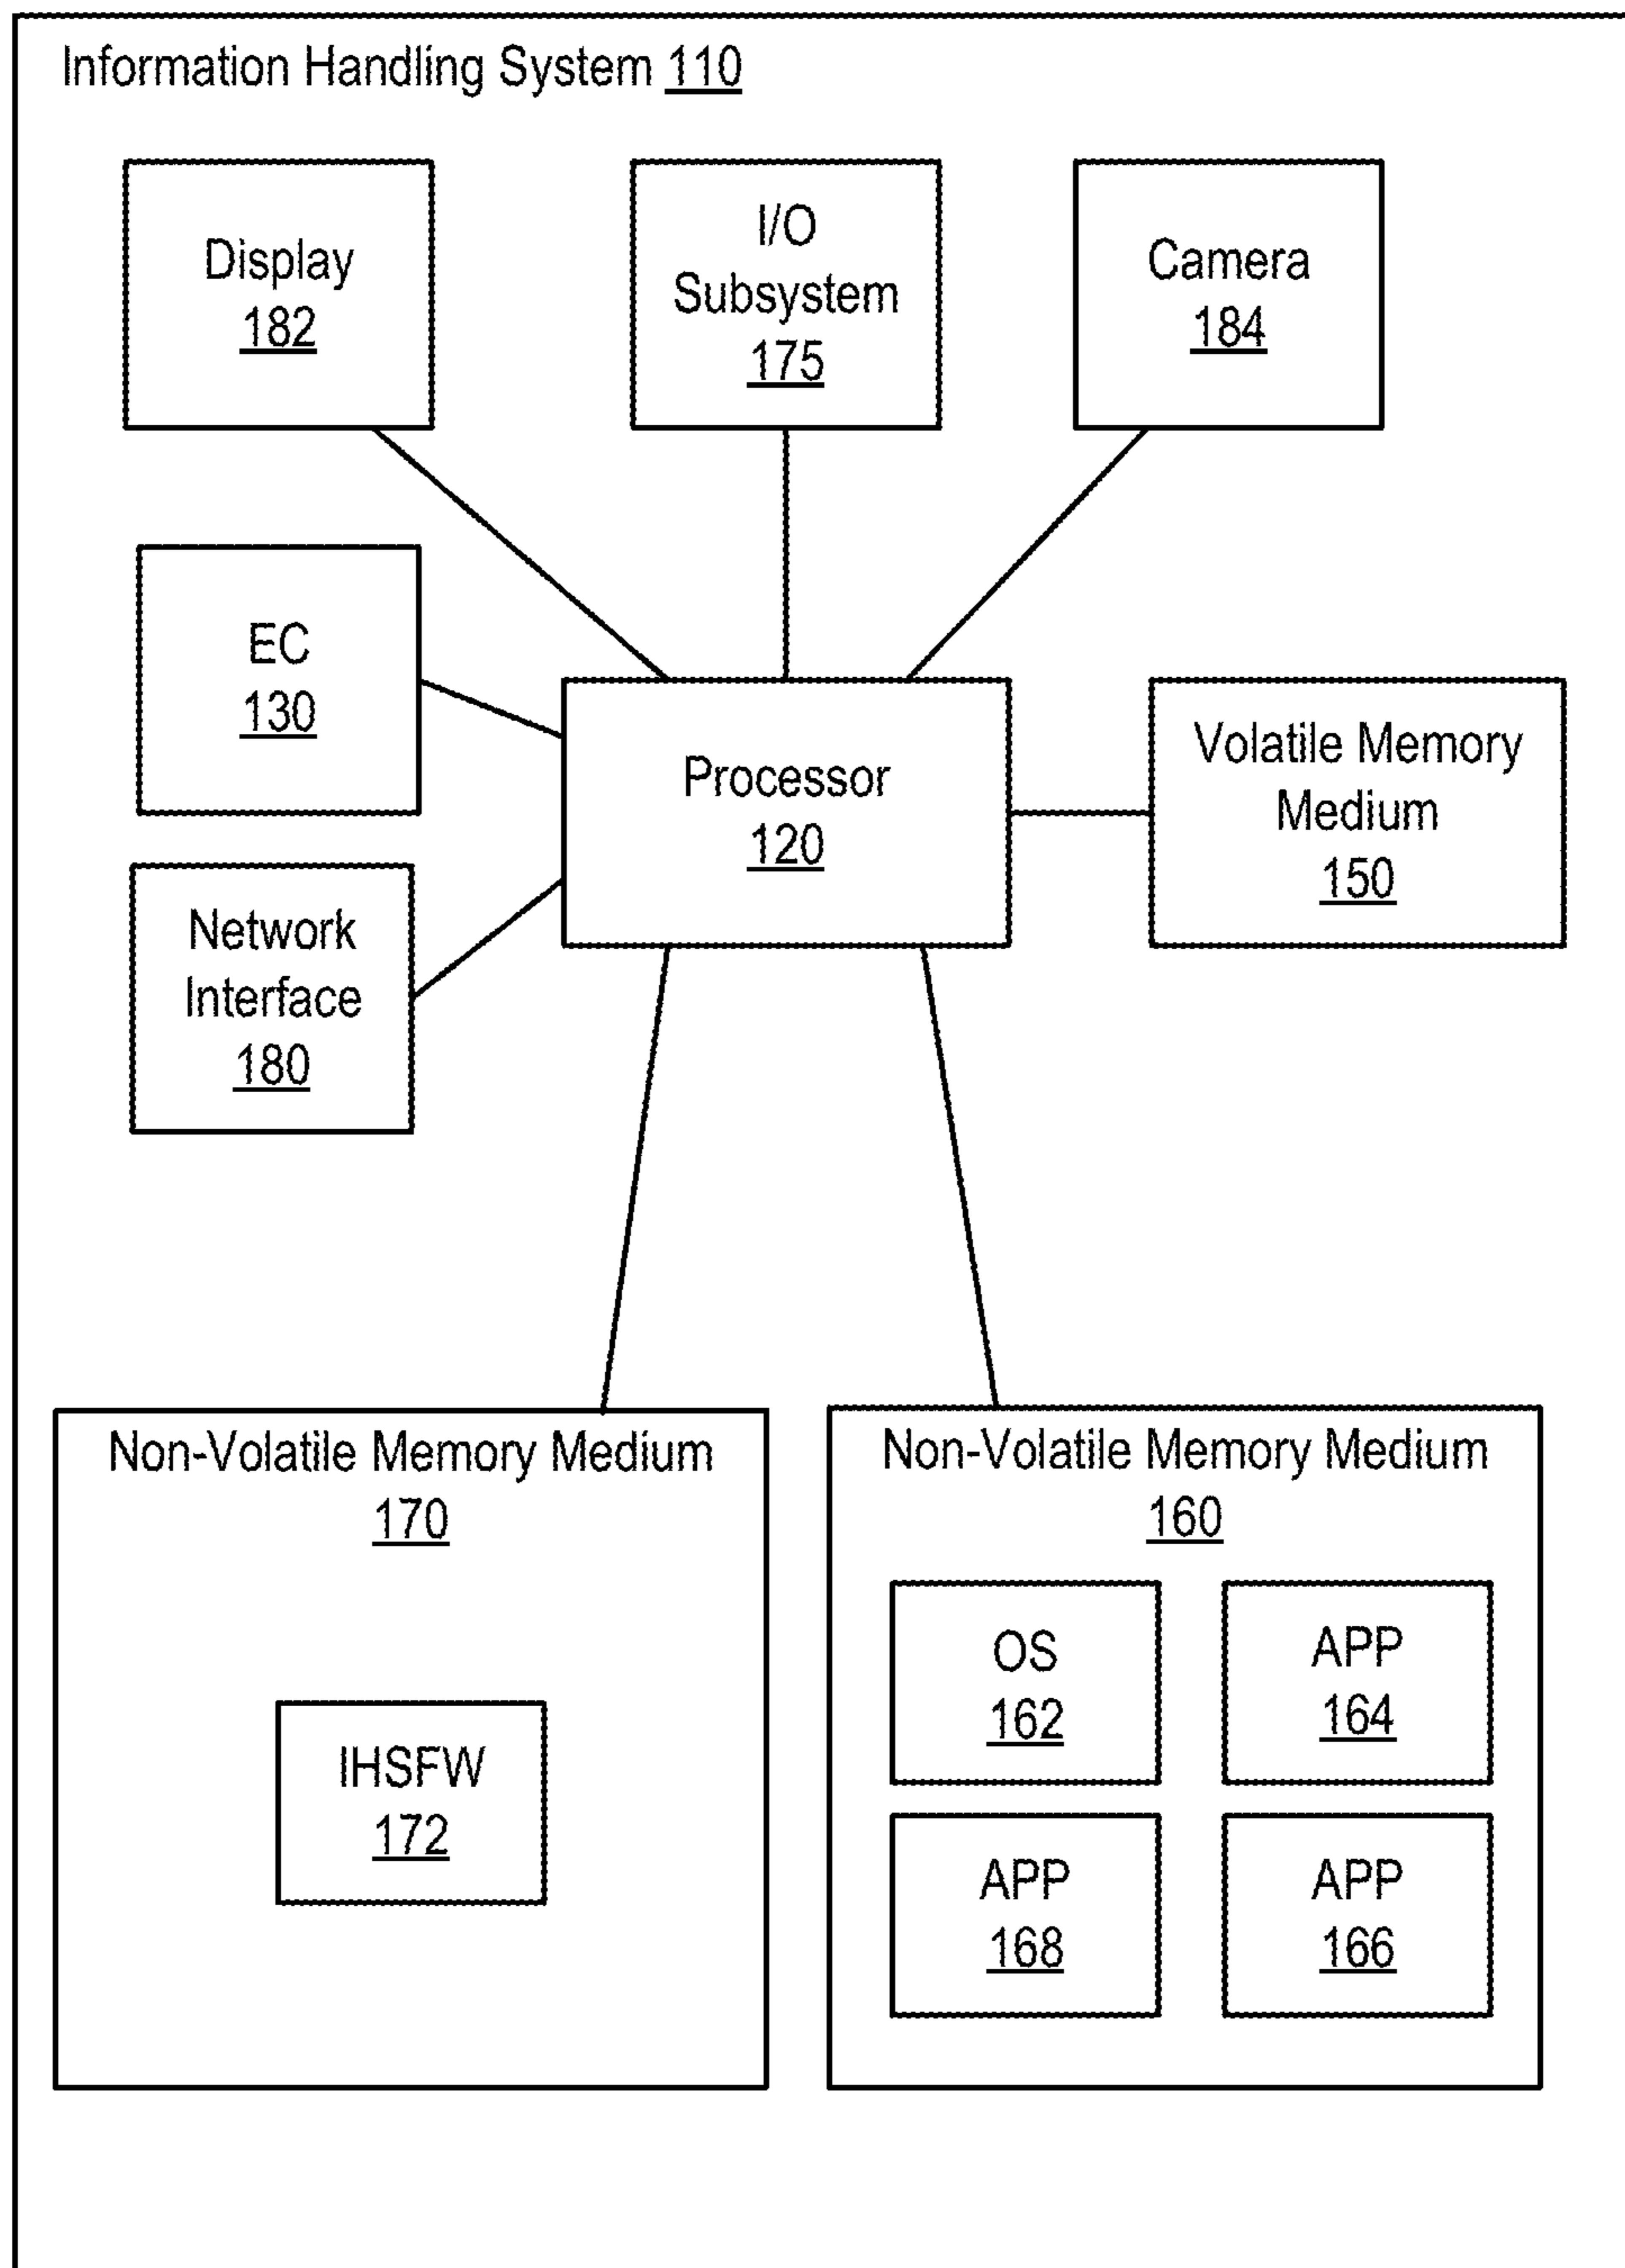 Information Handling System 110
Display
182
I/O
Subsystem
175
Camera
184
EC
130
Processor
120
Volatile Memory
Medium
150
Network
Interface
180
Non-Volatile Memory Medium
170
IHSFW
172
Non-Volatile Memory Medium
160
OS
162
APP
164
APP
168
APP
166